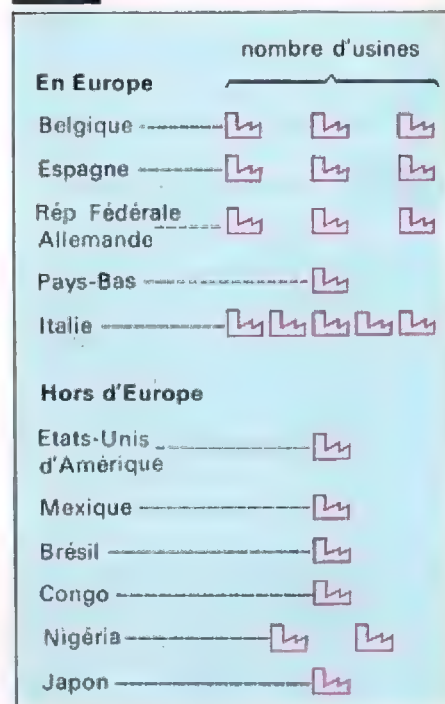 nombre d'usines
En Europe
Belgique
Espagne
Rép Fédérale
Allemande
Pays-Bas
Italie
Hors d'Europe
Etats-Unis
d'Amérique
Mexique
Brésil
Congo
Nigéria
Japon